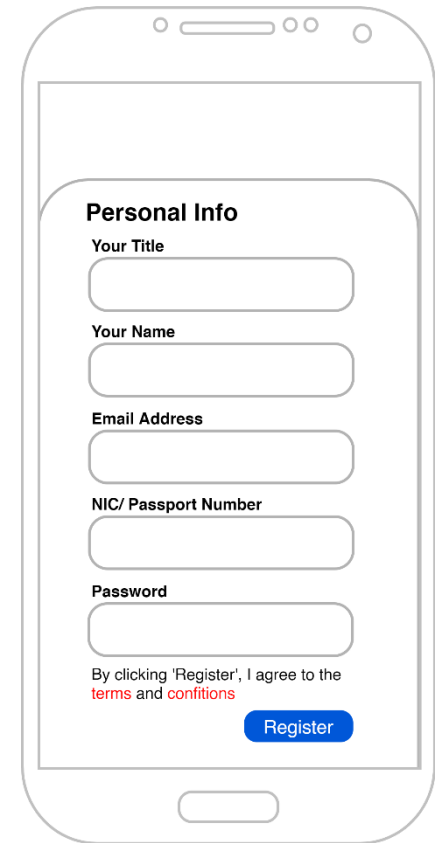 Personal Info
Your Title
Your Name
Email Address
NIC/ Passport Number
Password
By clicking 'Register', I agree to the
terms and confitions
Register